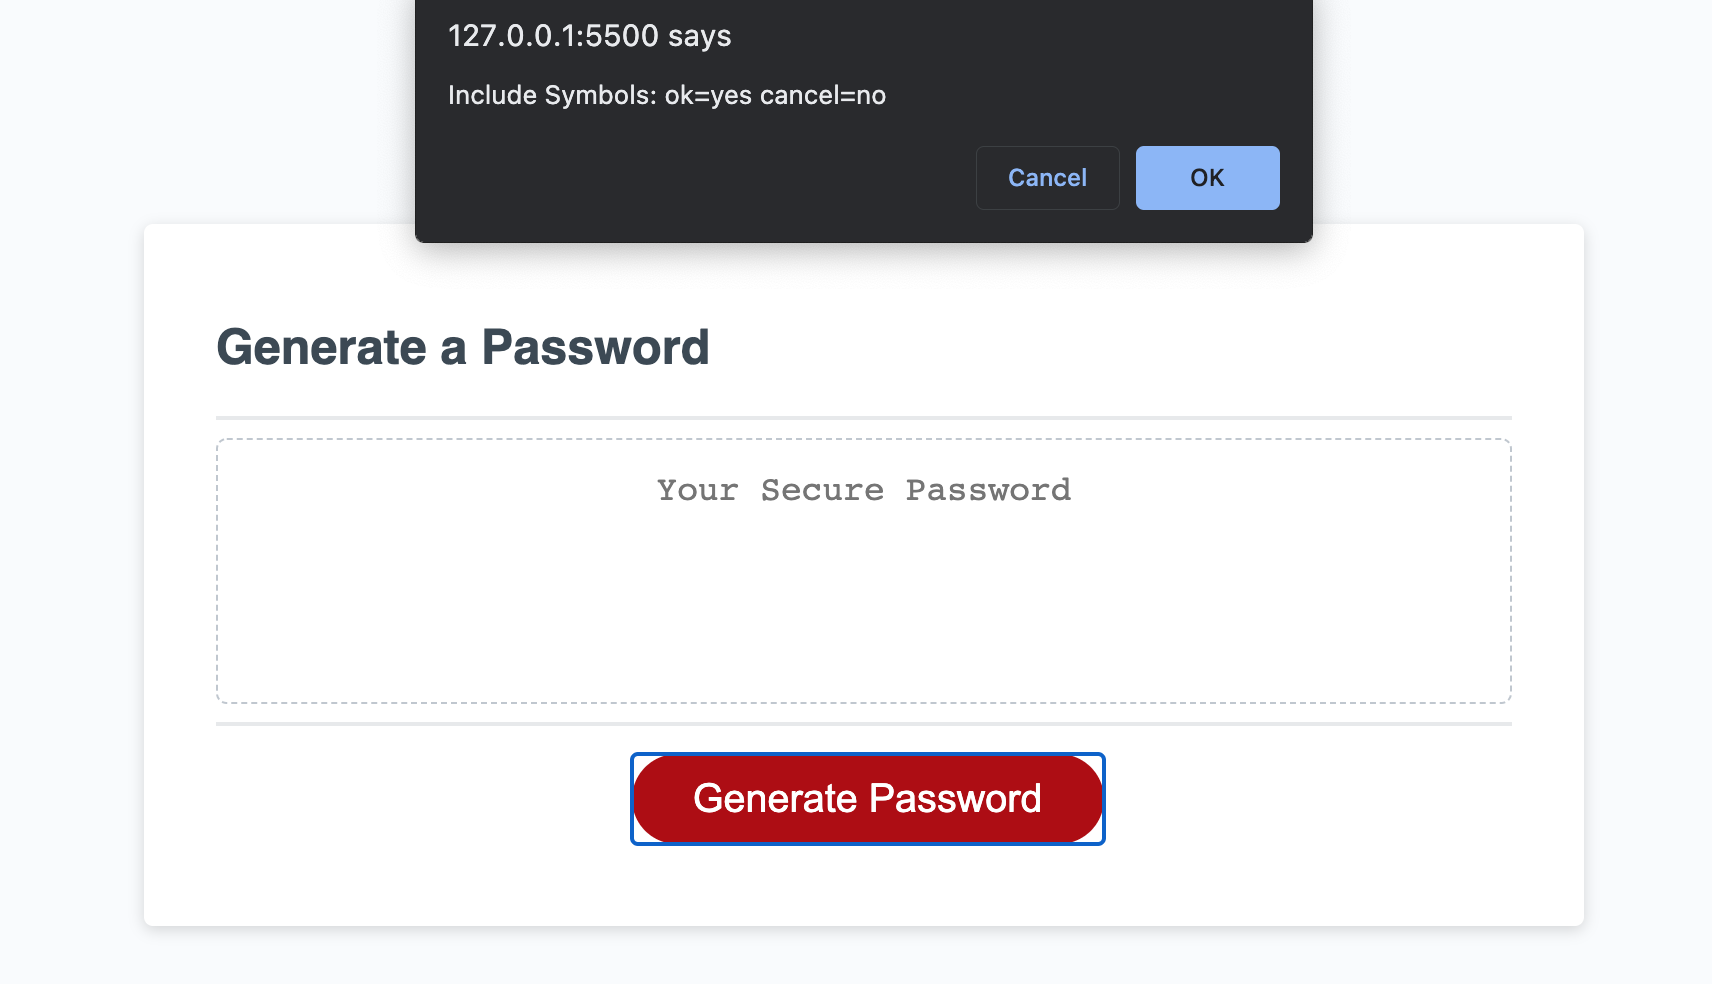 127.0.0.1:5500 says
Include Symbols: ok=yes cancel=no
Cancel
OK
Generate a Password
Your Secure Password
Generate Password